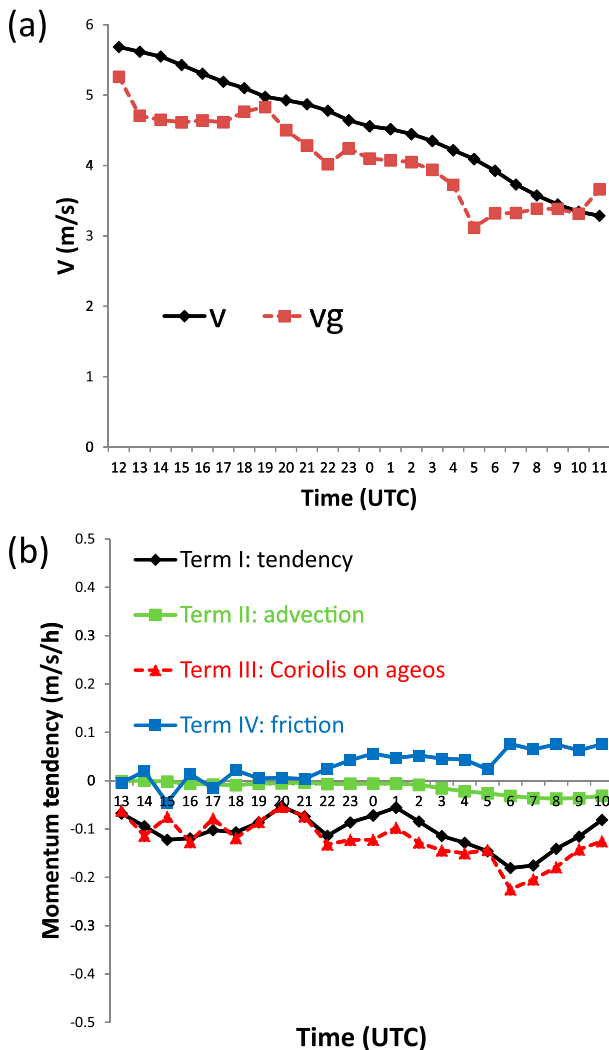 (a)
V (m/s)
6
5
4
3
2
1
0
v vg
12 13 14 15 16 17 18 19 20 21 22 23 0 1 2 3 4 5 6 7 8 9 10 11
Time (UTC)
(b)
Momentum tendency (m/s/h)
0.5
0.4
0.3
0.2
0.1
0
-0.1
-0.2
-0.3
-0.4
-0.5
Term I: tendency
Term II: advection
Term III: Coriolis on ageos
Term IV: friction
13 14 15 16 17 18 19 20 21 22 23 0 1 2 3 4 5 6 7 8 9 10
Time (UTC)